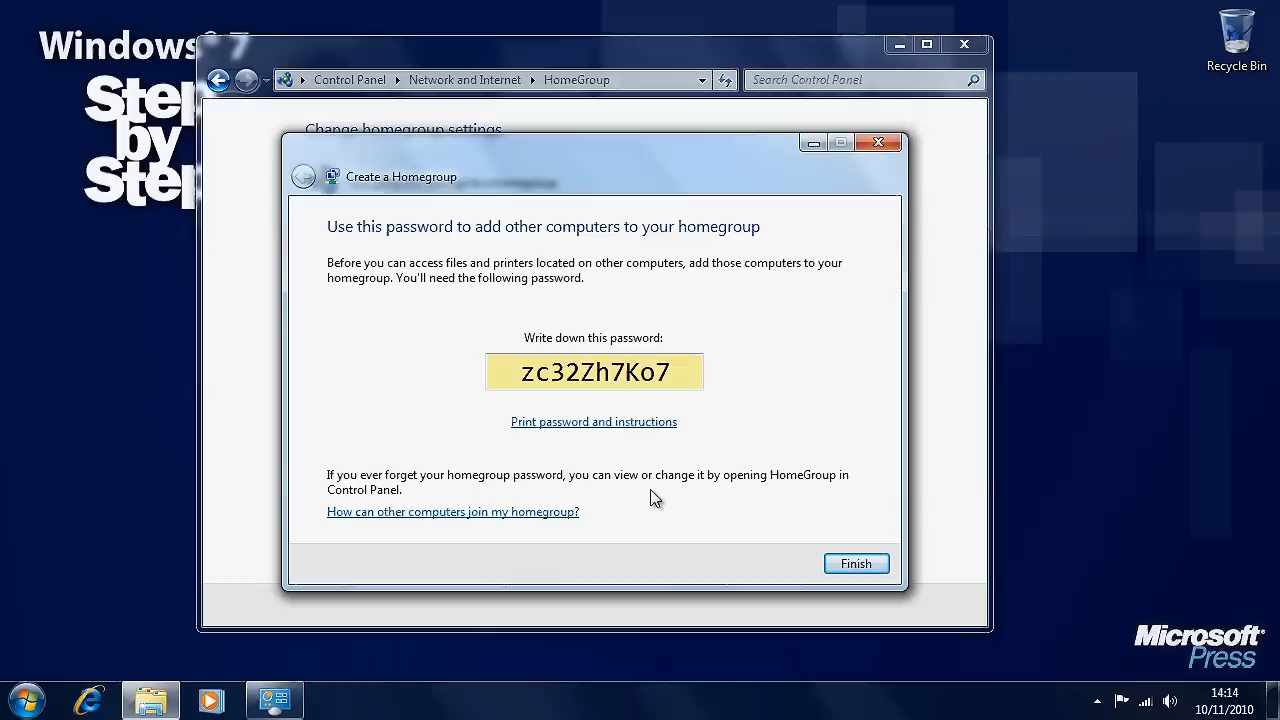 Windows 7
Step
by
Step
Recycle Bin
Control Panel
Network and Internet
HomeGroup
Search Control Panel
Change homegroup settings
Create a Homegroup
Use this password to add other computers to your homegroup
Before you can access files and printers located on other computers, add those computers to your
homegroup. You'll need the following password.
Write down this password:
zc32Zh7Ko7
Print password and instructions
If you ever forget your homegroup password, you can view or change it by opening HomeGroup in
Control Panel.
How can other computers join my homegroup?
Finish
Microsoft
Press
14:14
10/11/2010